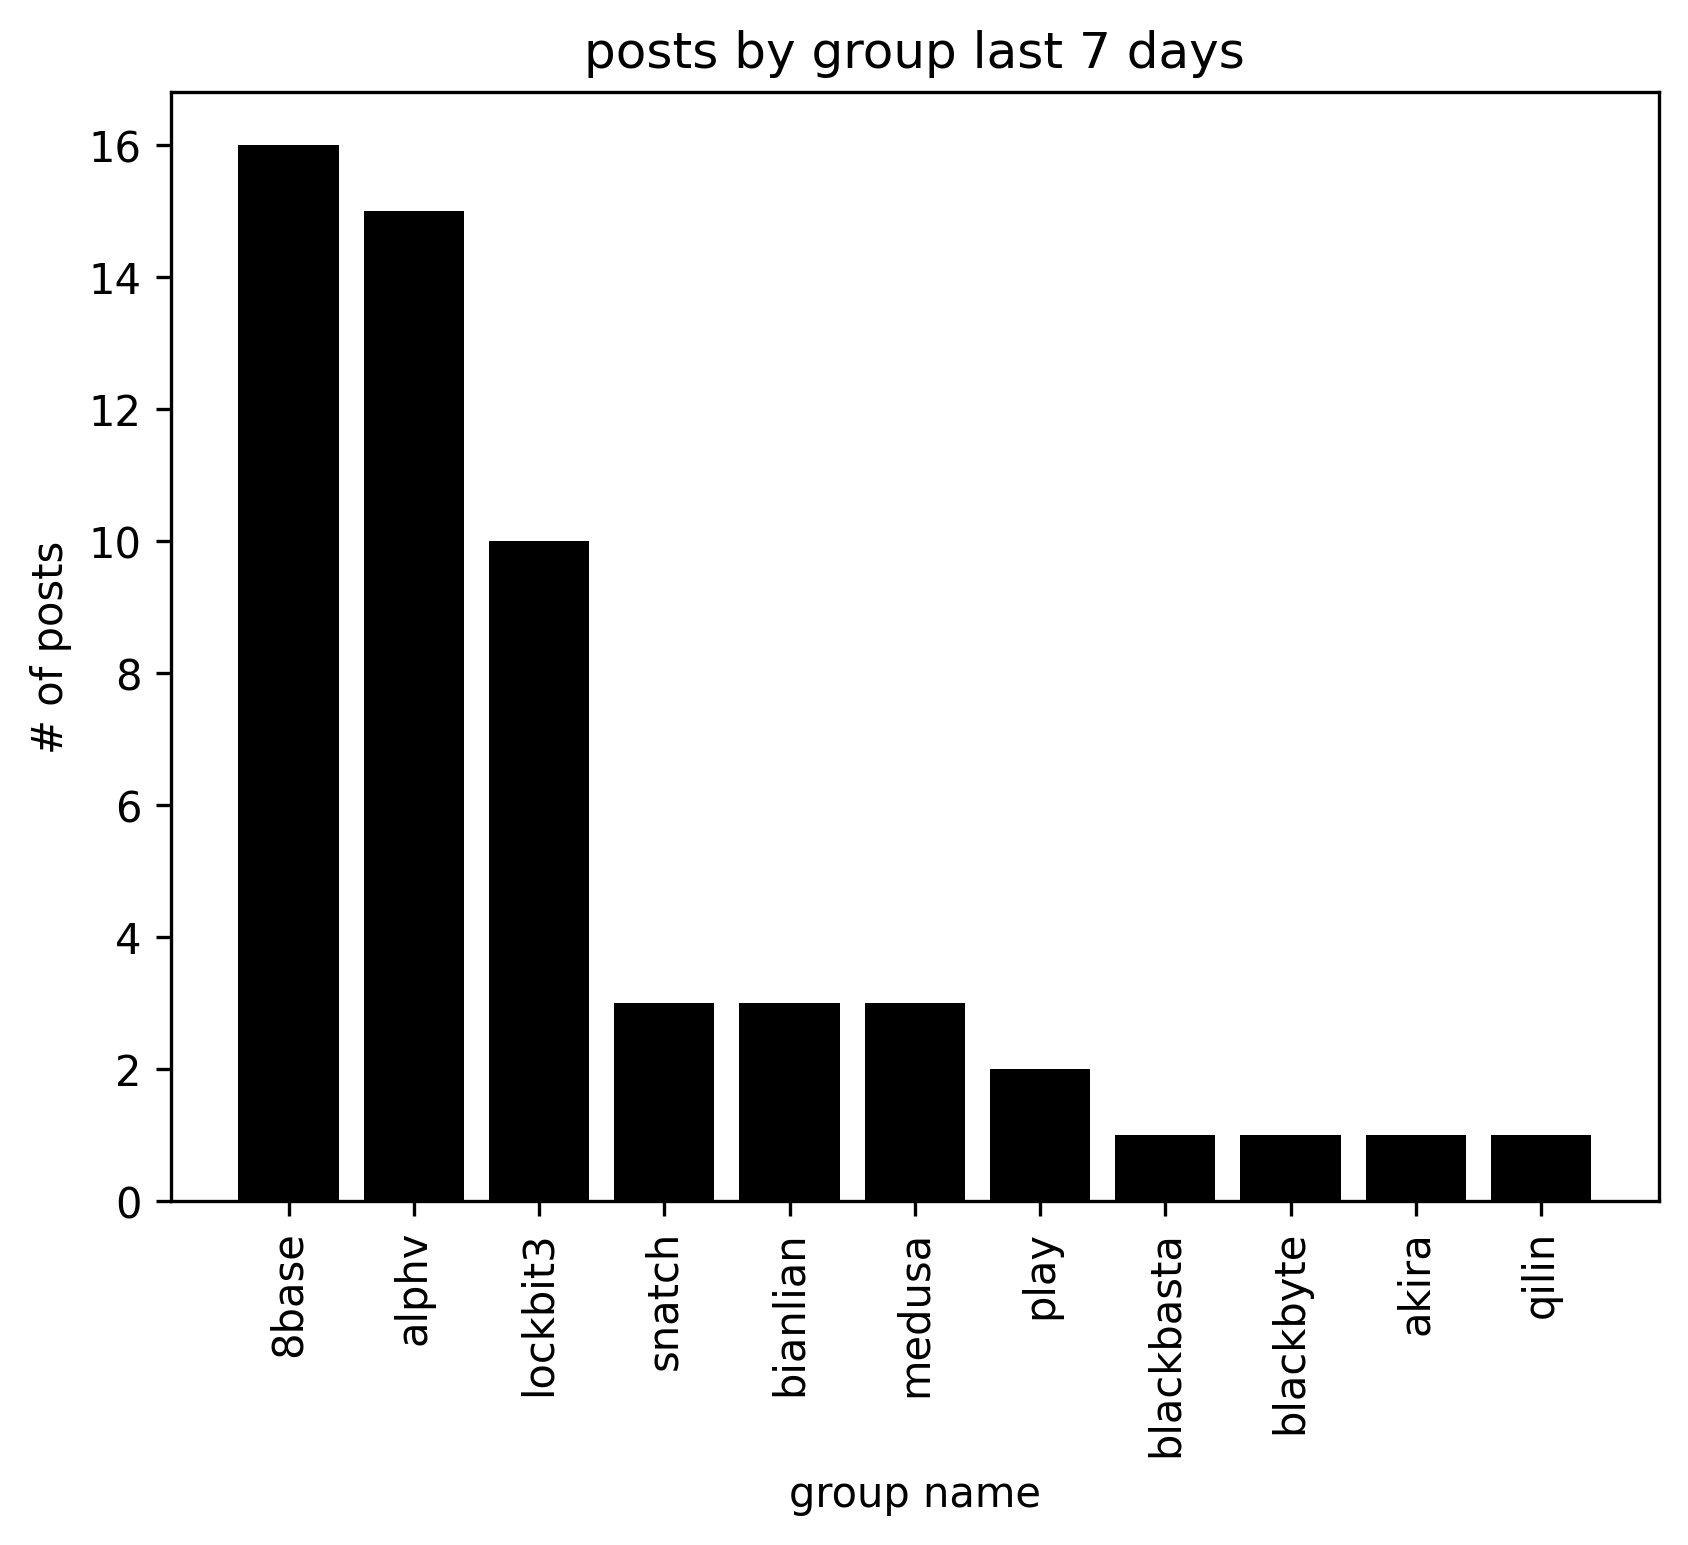 posts by group last 7 days
# of posts
16
14
12
10
8
6
4
2
0
8base
alphv
lockbit3
snatch
bianlian
medusa
play
blackbasta
blackbyte
akira
qilin
group name